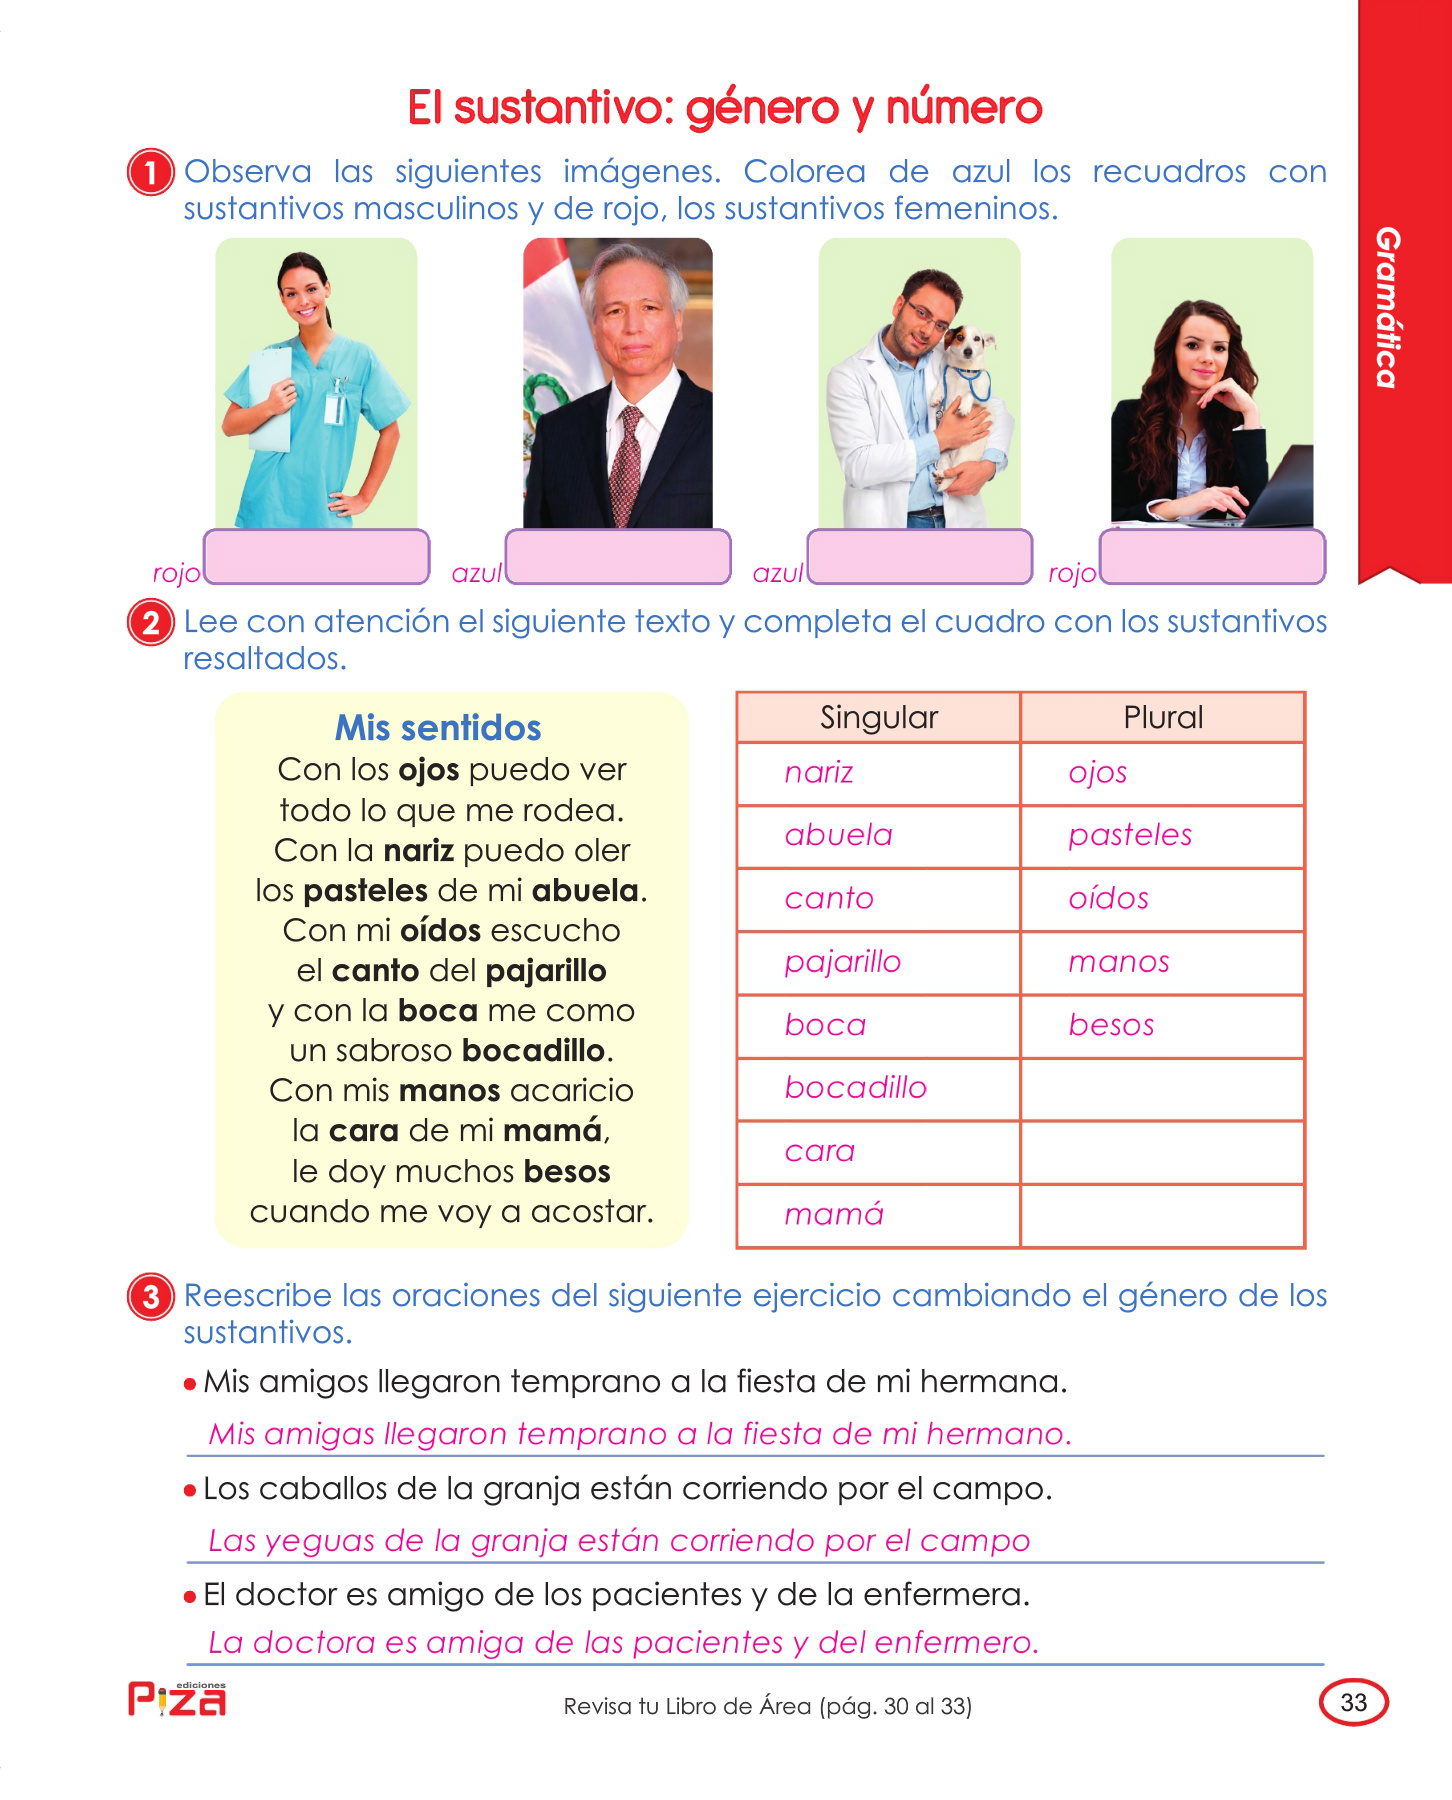 El sustantivo: género y número
1 Observa las siguientes imágenes. Colorea de azul los recuadros con
sustantivos masculinos y de rojo, los sustantivos femeninos.
Gramática
rojo azul azul rojo
2 Lee con atención el siguiente texto y completa el cuadro con los sustantivos
resaltados.
Mis sentidos
Con los ojos puedo ver
todo lo que me rodea.
Con la nariz puedo oler
los pasteles de mi abuela.
Con mi oídos escucho
el canto del pajarillo
y con la boca me como
un sabroso bocadillo.
Con mis manos acaricio
la cara de mi mamá,
le doy muchos besos
cuando me voy a acostar.
Singular Plural
nariz ojos
abuela pasteles
canto oídos
pajarillo manos
boca besos
bocadillo
cara
mamá
3 Reescribe las oraciones del siguiente ejercicio cambiando el género de los
sustantivos.
• Mis amigos llegaron temprano a la fiesta de mi hermana.
Mis amigas llegaron temprano a la fiesta de mi hermano.
• Los caballos de la granja están corriendo por el campo.
Las yeguas de la granja están corriendo por el campo
• El doctor es amigo de los pacientes y de la enfermera.
La doctora es amiga de las pacientes y del enfermero.
ediciones
Piza
Revisa tu Libro de Área (pág. 30 al 33)
33